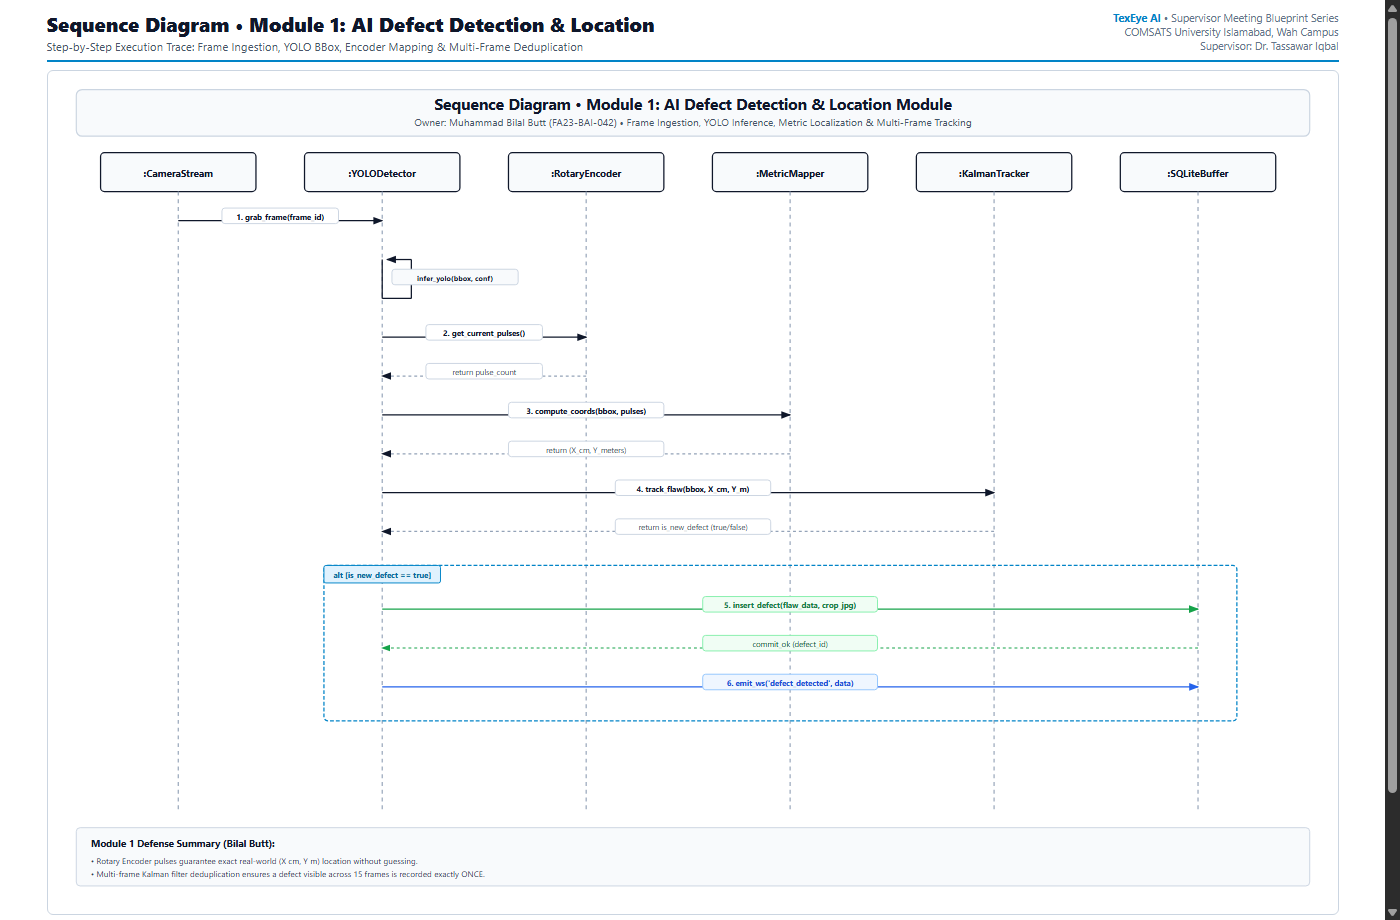 Sequence Diagram • Module 1: AI Defect Detection & Location
Step-by-Step Execution Trace: Frame Ingestion, YOLO BBox, Encoder Mapping & Multi-Frame Deduplication
TexEye AI • Supervisor Meeting Blueprint Series
COMSATS University Islamabad, Wah Campus
Supervisor: Dr. Tassawar Iqbal
Sequence Diagram • Module 1: AI Defect Detection & Location Module
Owner: Muhammad Bilal Butt (FA23-BAI-042) • Frame Ingestion, YOLO Inference, Metric Localization & Multi-Frame Tracking
:CameraStream
:YOLODetector
:RotaryEncoder
:MetricMapper
:KalmanTracker
:SQLiteBuffer
1. grab_frame(frame_id)
infer_yolo(bbox, conf)
2. get_current_pulses()
return pulse_count
3. compute_coords(bbox, pulses)
return (X_cm, Y_meters)
4. track_flaw(bbox, X_cm, Y_m)
return is_new_defect (true/false)
alt [is_new_defect == true]
5. insert_defect(flaw_data, crop_jpg)
commit_ok (defect_id)
6. emit_ws('defect_detected', data)
Module 1 Defense Summary (Bilal Butt):
• Rotary Encoder pulses guarantee exact real-world (X cm, Y m) location without guessing.
• Multi-frame Kalman filter deduplication ensures a defect visible across 15 frames is recorded exactly ONCE.